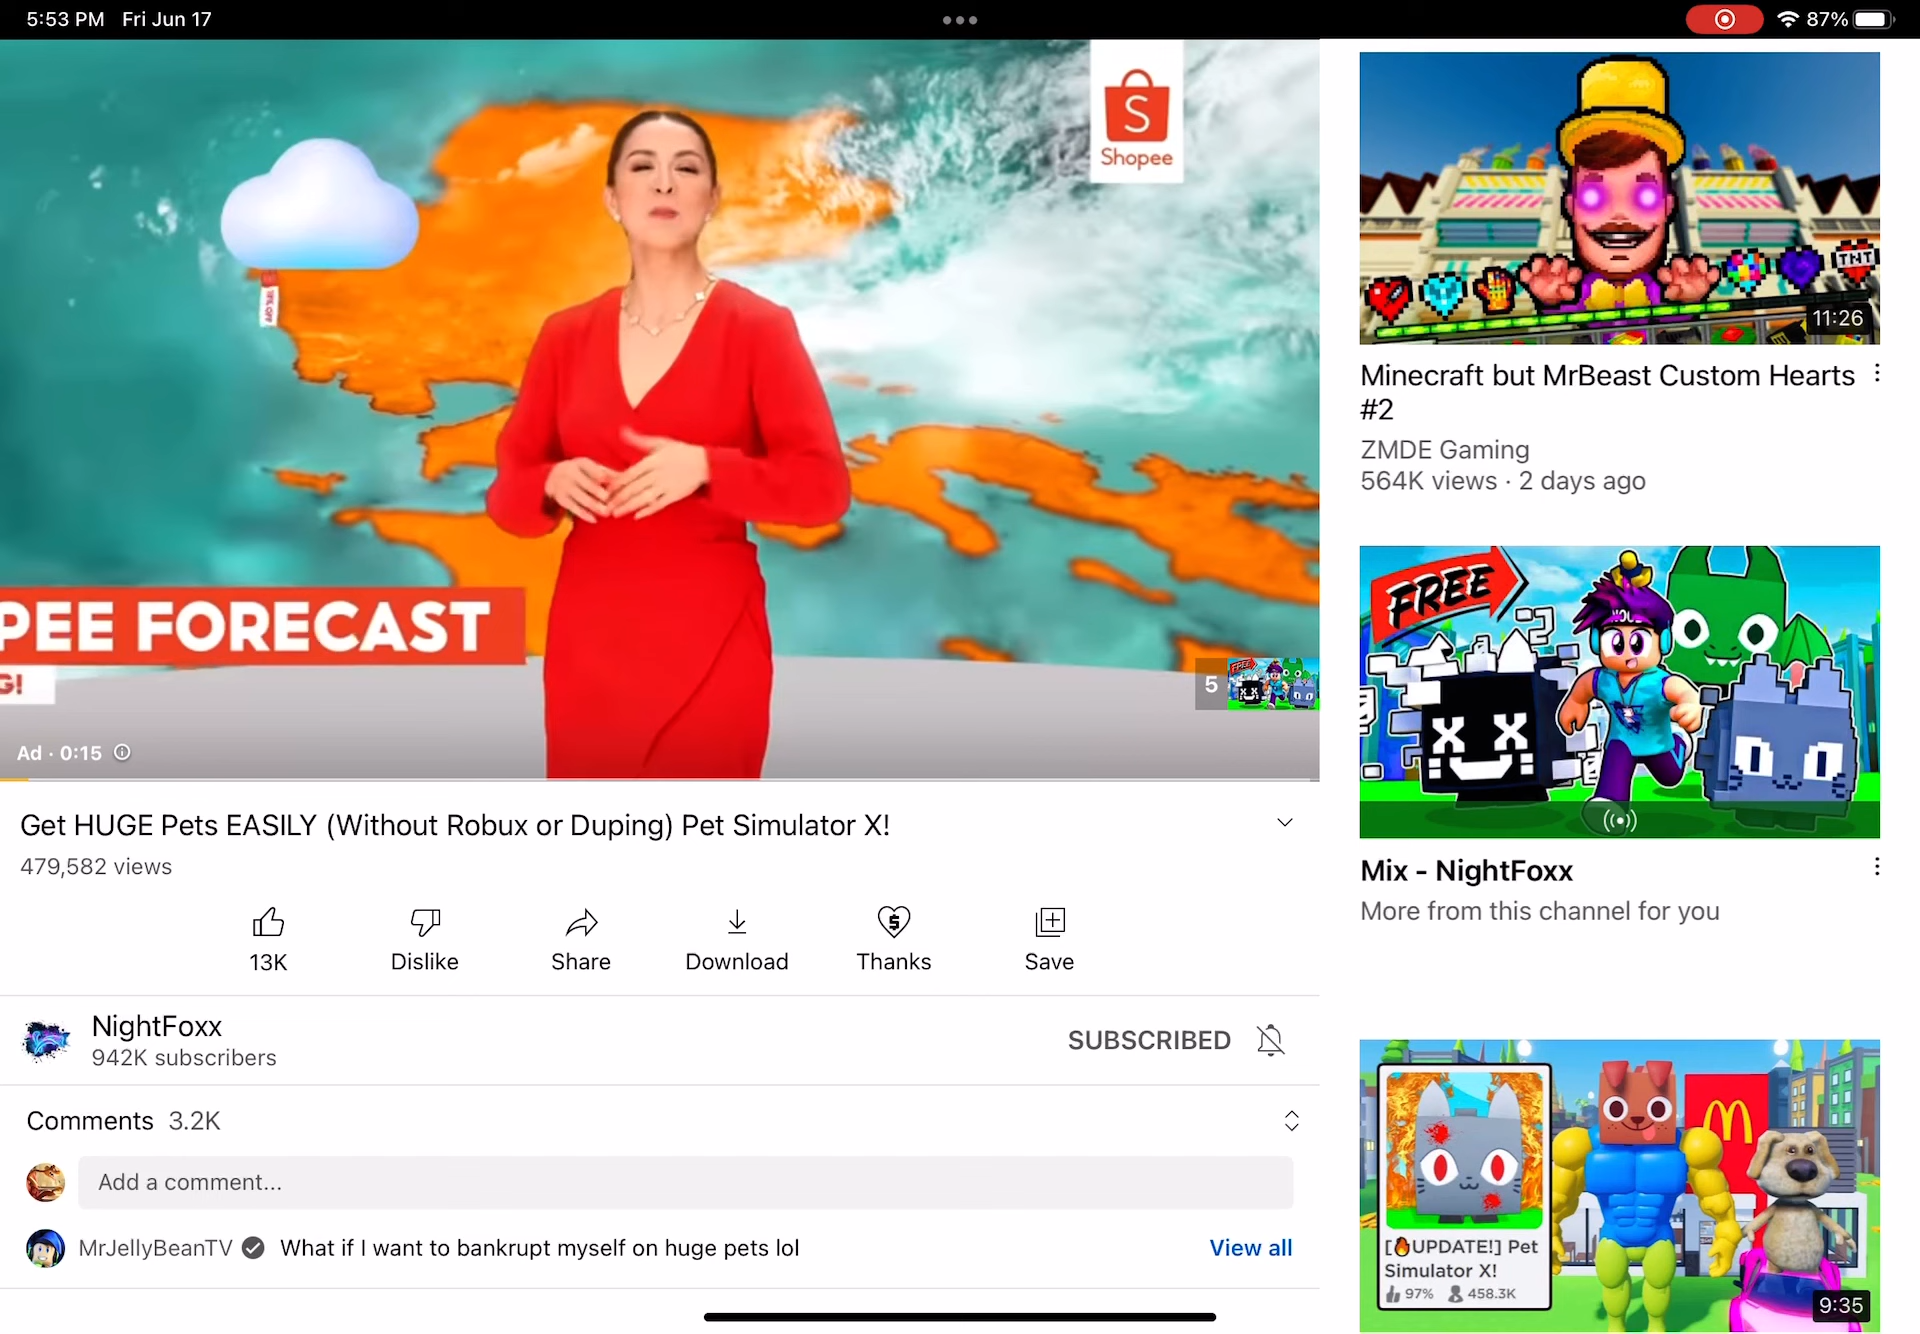 5:53 PM Fri Jun 17
87%
S
Shopee
PEE FORECAST
G!
5
FREE
Ad · 0:15
Get HUGE Pets EASILY (Without Robux or Duping) Pet Simulator X!
479,582 views
13K
Dislike
Share
Download
Thanks
Save
NightFoxx
942K subscribers
SUBSCRIBED
Comments 3.2K
Add a comment...
MrJellyBeanTV What if I want to bankrupt myself on huge pets lol
View all
TNT
11:26
Minecraft but MrBeast Custom Hearts
#2
ZMDE Gaming
564K views · 2 days ago
FREE
Mix - NightFoxx
More from this channel for you
[🔥UPDATE!] Pet
Simulator X!
97% 458.3K
9:35